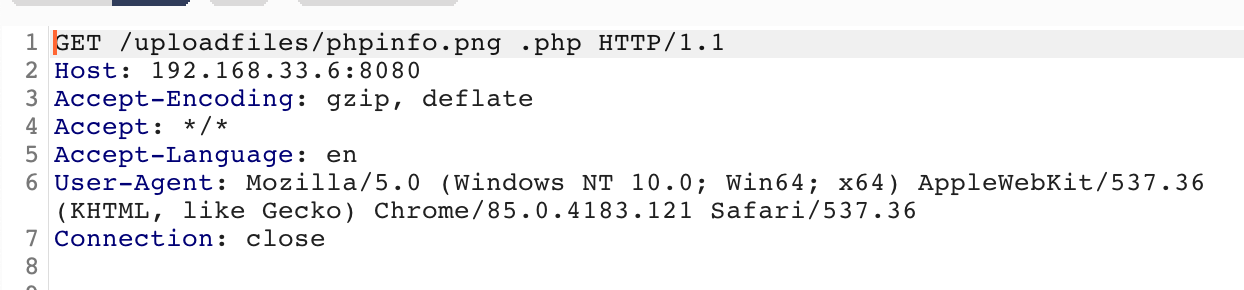 1 GET /uploadfiles/phpinfo.png .php HTTP/1.1
2 Host: 192.168.33.6:8080
3 Accept-Encoding: gzip, deflate
4 Accept: */*
5 Accept-Language: en
6 User-Agent: Mozilla/5.0 (Windows NT 10.0; Win64; x64) AppleWebKit/537.36
(KHTML, like Gecko) Chrome/85.0.4183.121 Safari/537.36
7 Connection: close
8